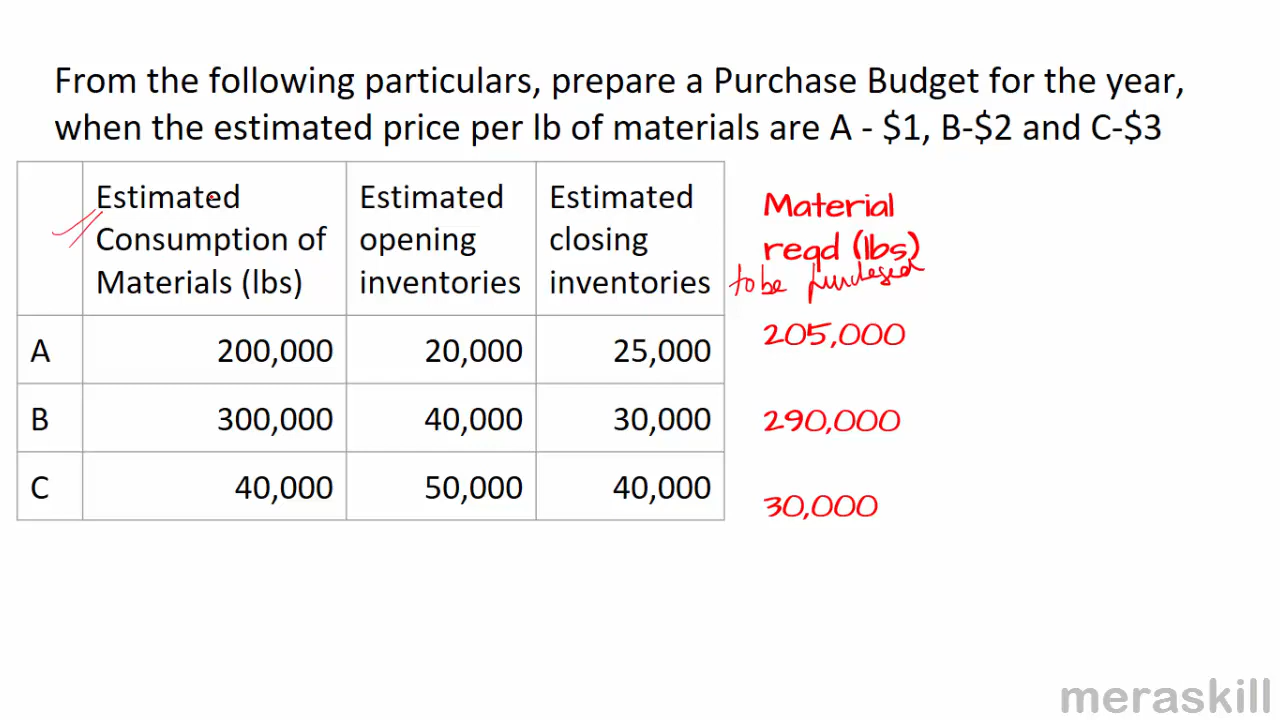 From the following particulars, prepare a Purchase Budget for the year,
when the estimated price per lb of materials are A - $1, B-$2 and C-$3
Estimated
Consumption of
Materials (lbs)
Estimated
opening
inventories
Estimated
closing
inventories
Material
reqd (lbs)
to be
A 200,000 20,000 25,000 205,000
B 300,000 40,000 30,000 290,000
C 40,000 50,000 40,000 30,000
meraskill